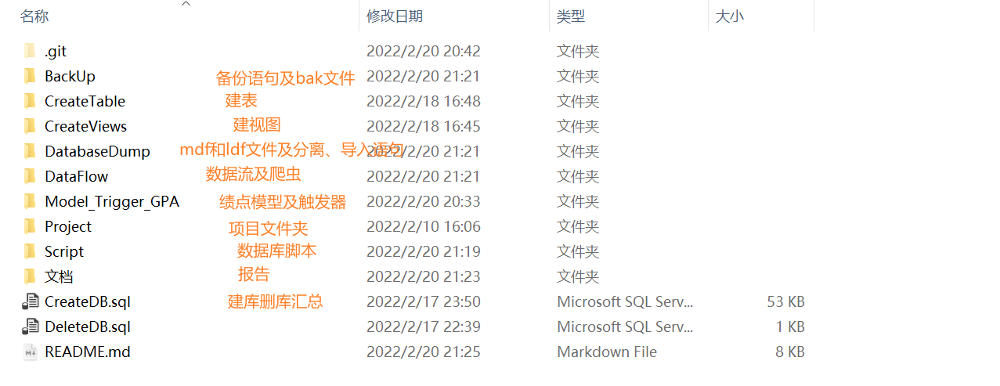 名称 修改日期 类型 大小
.git 2022/2/20 20:42 文件夹
BackUp 备份语句及bak文件 2022/2/20 21:21 文件夹
CreateTable 建表 2022/2/18 16:48 文件夹
CreateViews 建视图 2022/2/18 16:45 文件夹
DatabaseDump mdf和ldf文件及分离、导入语句 2022/2/20 21:21 文件夹
DataFlow 数据流及爬虫 2022/2/20 21:21 文件夹
Model_Trigger_GPA 绩点模型及触发器 2022/2/20 20:33 文件夹
Project 项目文件夹 2022/2/10 16:06 文件夹
Script 数据库脚本 2022/2/20 21:19 文件夹
文档 报告 2022/2/20 21:23 文件夹
CreateDB.sql 建库删库汇总 2022/2/17 23:50 Microsoft SQL Serv... 53 KB
DeleteDB.sql 2022/2/17 22:39 Microsoft SQL Serv... 1 KB
README.md 2022/2/20 21:25 Markdown File 8 KB